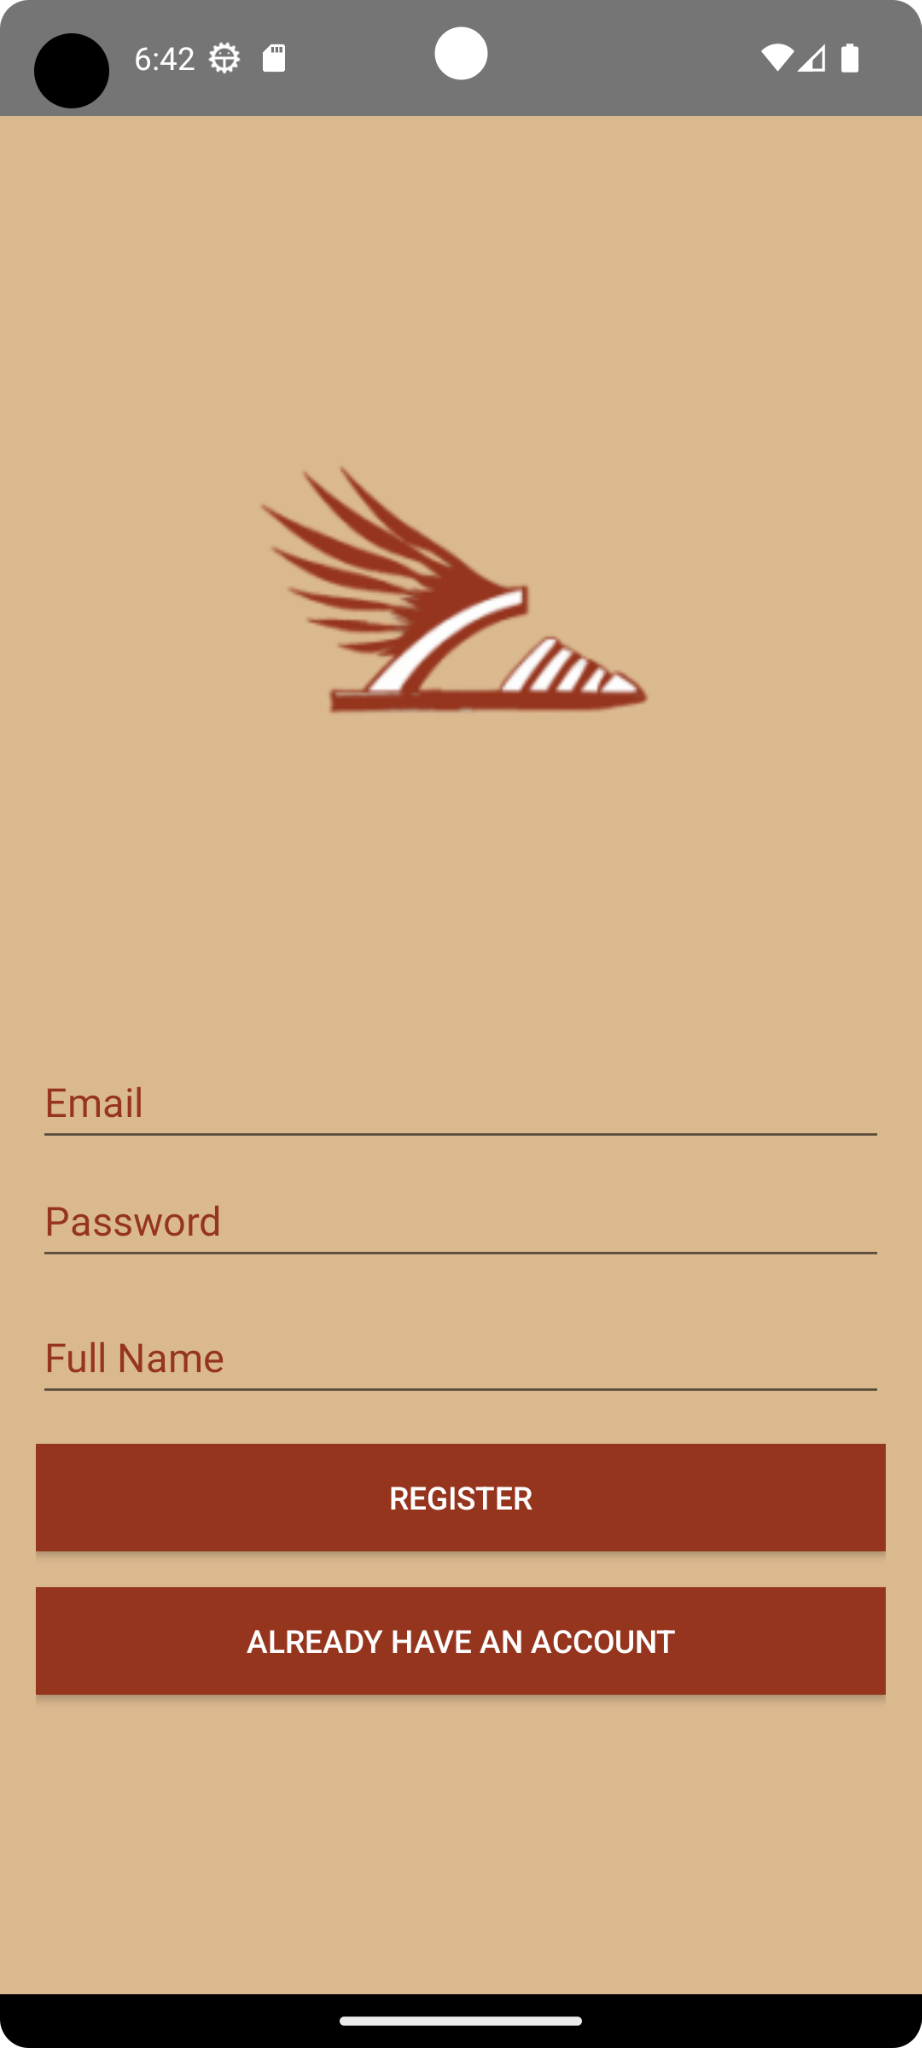 6:42
Email
Password
Full Name
REGISTER
ALREADY HAVE AN ACCOUNT